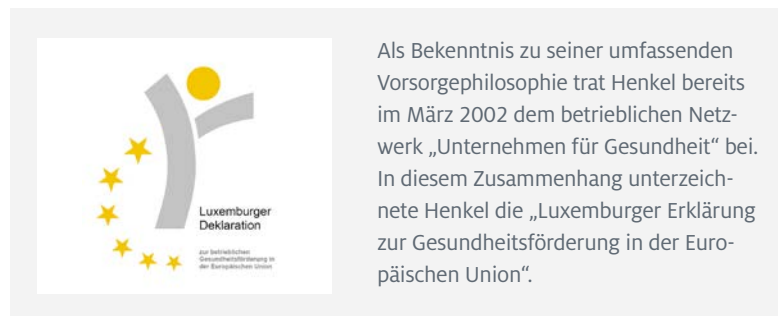 Als Bekenntnis zu seiner umfassenden
Vorsorgephilosophie trat Henkel bereits
im März 2002 dem betrieblichen Netz-
werk „Unternehmen für Gesundheit“ bei.
In diesem Zusammenhang unterzeich-
nete Henkel die „Luxemburger Erklärung
zur Gesundheitsförderung in der Euro-
päischen Union“.
Luxemburger
Deklaration
zur betrieblichen
Gesundheitsförderung in
der Europäischen Union